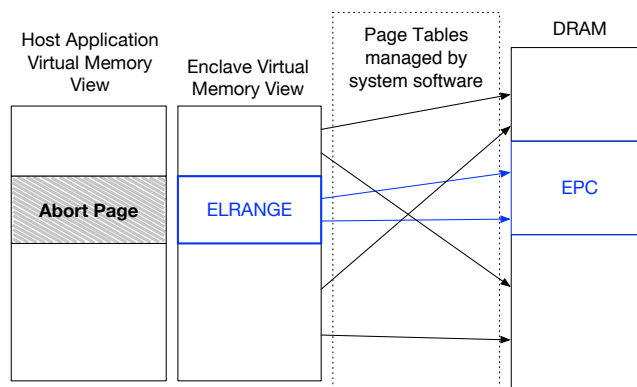 Host Application
Virtual Memory
View
Enclave Virtual
Memory View
Page Tables
managed by
system software
DRAM
Abort Page
ELRANGE
EPC